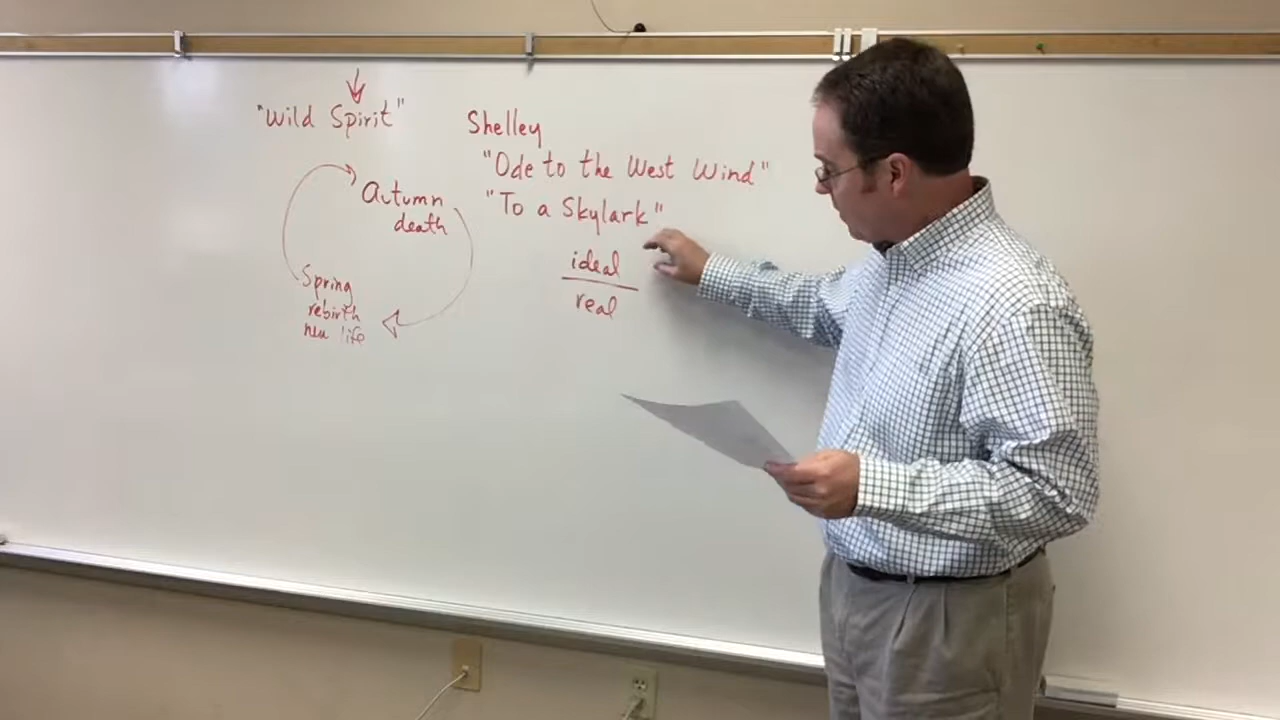 "Wild Spirit"
Autumn
death
Spring
rebirth
new life
Shelley
"Ode to the West Wind"
"To a Skylark"
ideal
real